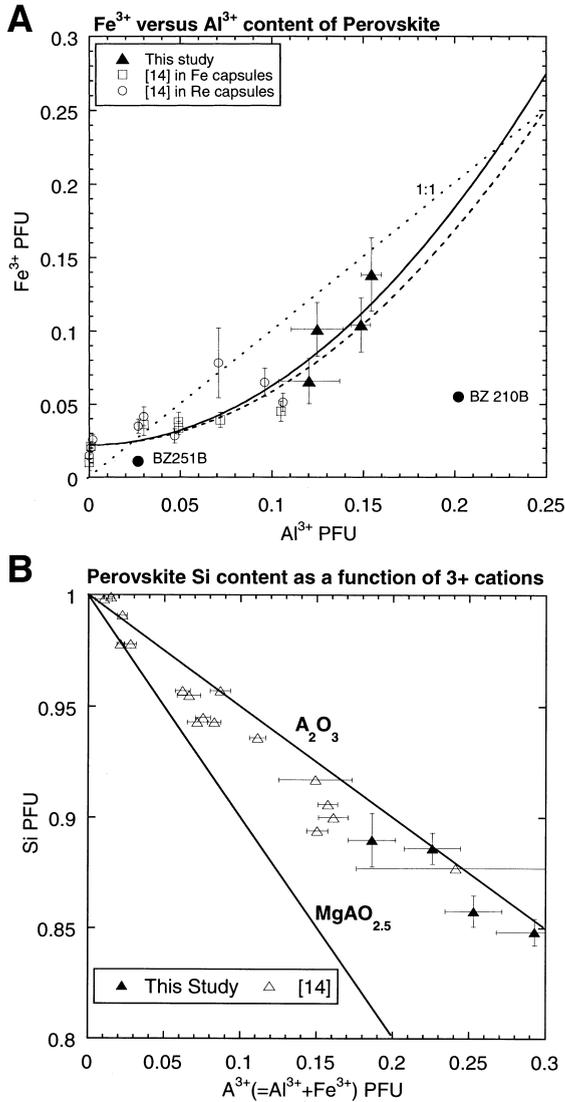 A
Fe³⁺ versus Al³⁺ content of Perovskite
0.3
0.25
0.2
0.15
0.1
0.05
0
Fe³⁺ PFU
This study
[14] in Fe capsules
[14] in Re capsules
1:1
BZ 210B
BZ251B
0 0.05 0.1 0.15 0.2 0.25
Al³⁺ PFU
B
Perovskite Si content as a function of 3+ cations
1
0.95
0.9
0.85
0.8
Si PFU
A₂O₃
MgAO₂.₅
This Study [14]
0 0.05 0.1 0.15 0.2 0.25 0.3
A³⁺(=Al³⁺+Fe³⁺) PFU